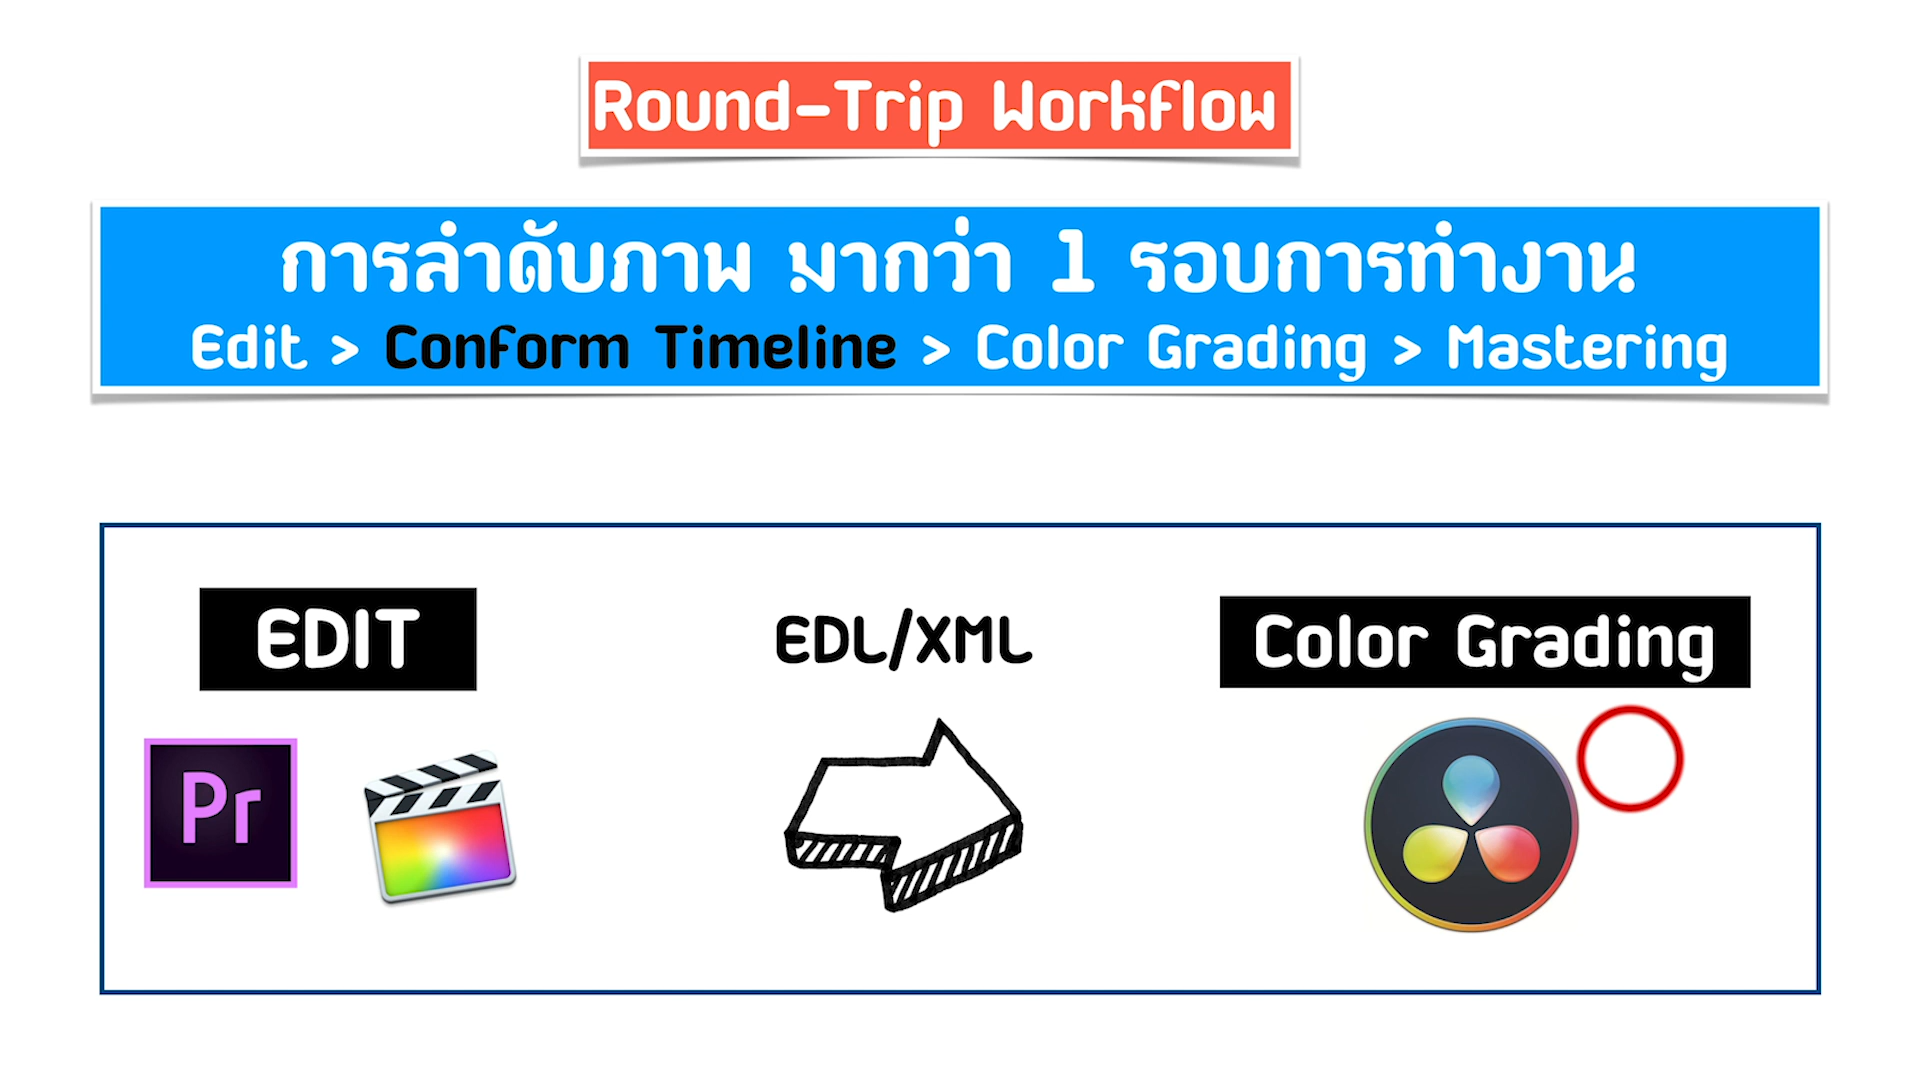 Round-Trip Workflow
การลำดับภาพ มากว่า 1 รอบการทำงาน
Edit > Conform Timeline > Color Grading > Mastering
EDIT
EDL/XML
Color Grading
Pr